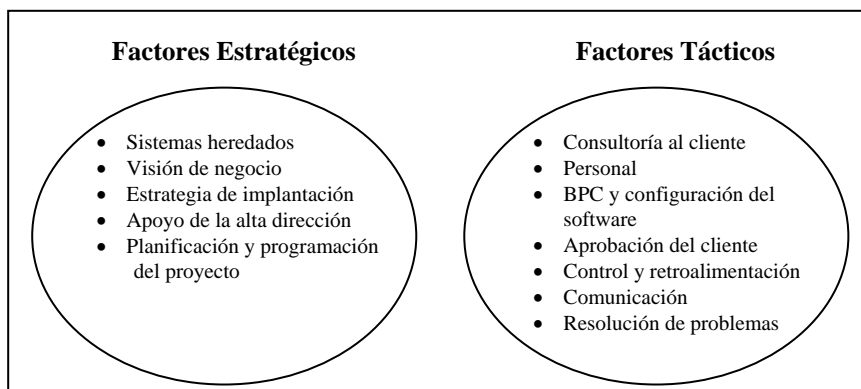 Factores Estratégicos
• Sistemas heredados
• Visión de negocio
• Estrategia de implantación
• Apoyo de la alta dirección
• Planificación y programación
del proyecto
Factores Tácticos
• Consultoría al cliente
• Personal
• BPC y configuración del
software
• Aprobación del cliente
• Control y retroalimentación
• Comunicación
• Resolución de problemas